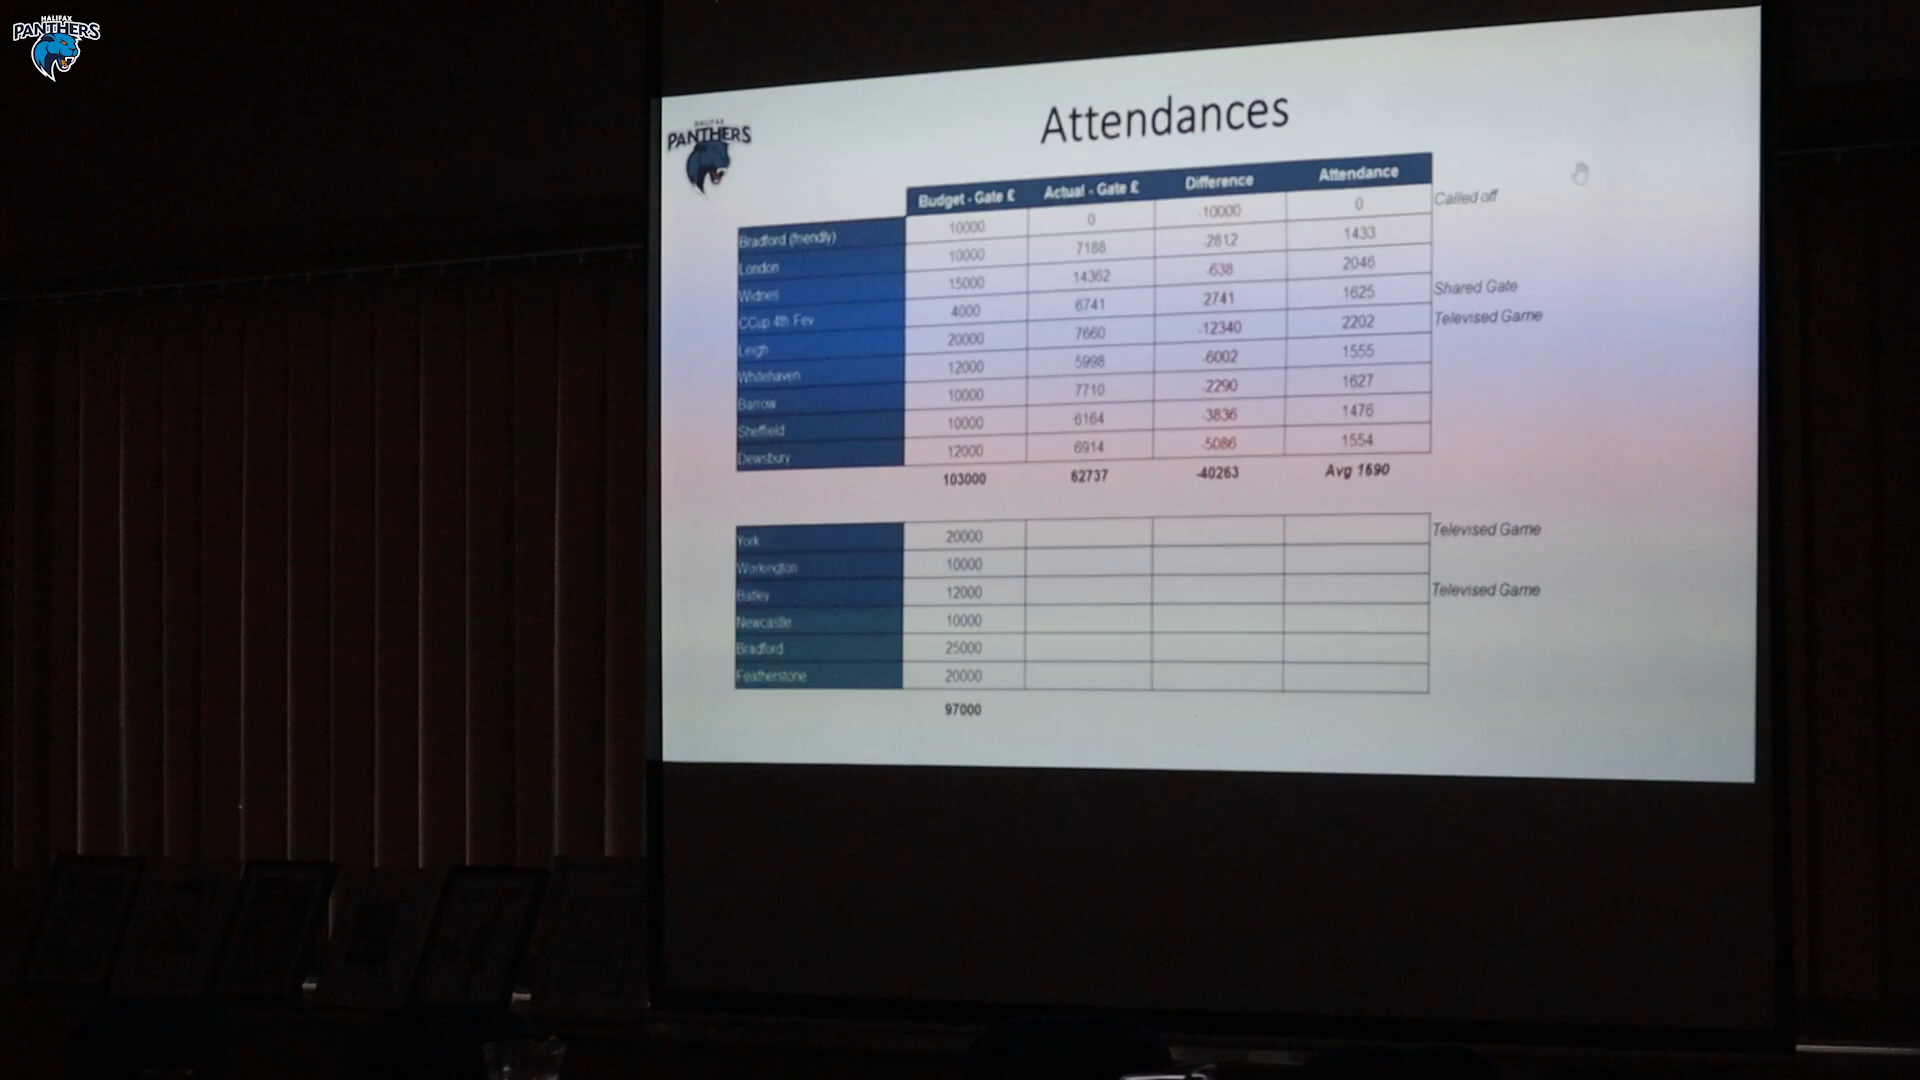 HALIFAX
PANTHERS
HALIFAX
PANTHERS
Attendances
Budget - Gate £ Actual - Gate £ Difference Attendance
Bradford (friendly) 10000 0 -10000 0 Called off
London 10000 7188 -2812 1433
Widnes 15000 14362 -638 2046
CCup 4th Fev 4000 6741 2741 1625 Shared Gate
Leigh 20000 7660 -12340 2202 Televised Game
Whitehaven 12000 5998 -6002 1555
Barrow 10000 7710 -2290 1627
Sheffield 10000 6164 -3836 1476
Dewsbury 12000 6914 -5086 1554
103000 62737 -40263 Avg 1690
York 20000 Televised Game
Workington 10000
Batley 12000 Televised Game
Newcastle 10000
Bradford 25000
Featherstone 20000
97000